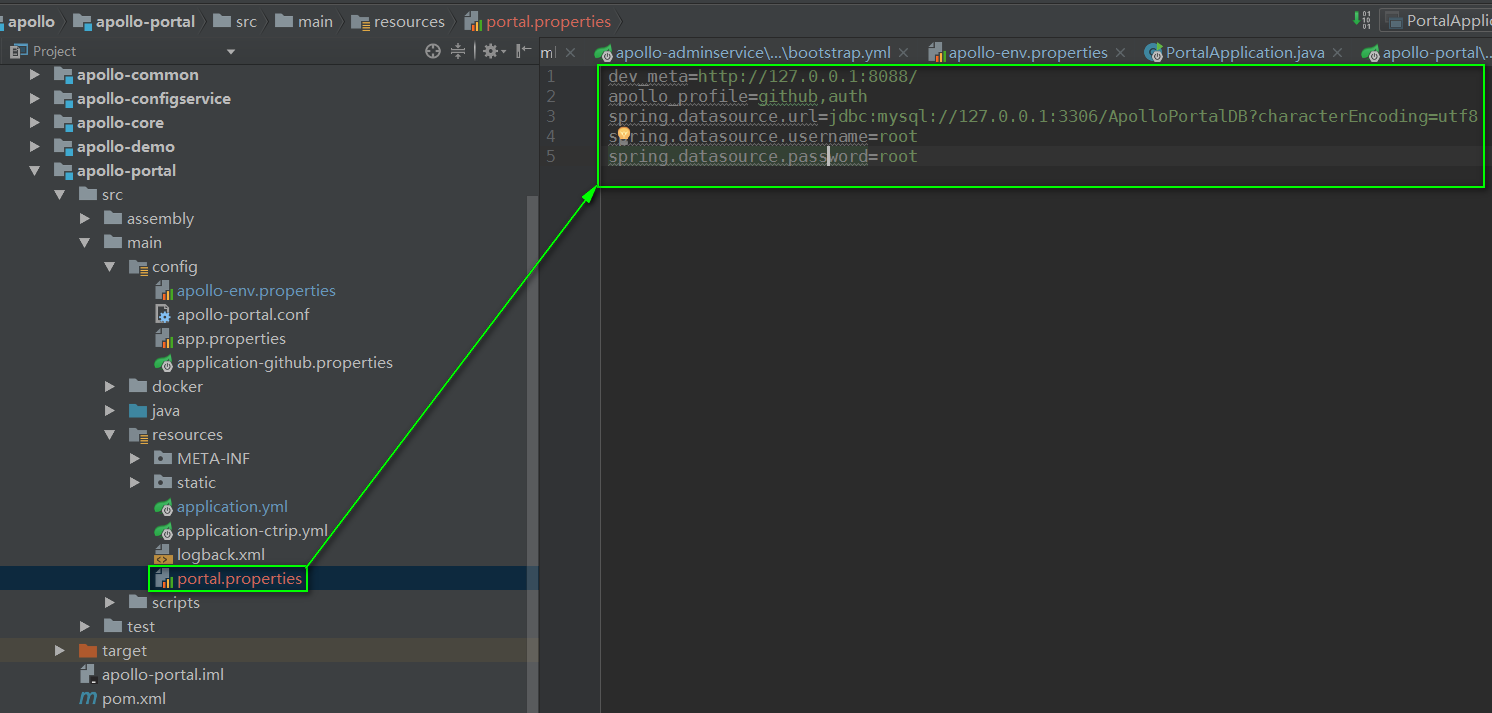 apollo apollo-portal src main resources portal.properties PortalApplic
Project
ml apollo-adminservice\...\bootstrap.yml apollo-env.properties PortalApplication.java apollo-portal\..
apollo-common
apollo-configservice
apollo-core
apollo-demo
apollo-portal
src
assembly
main
config
apollo-env.properties
apollo-portal.conf
app.properties
application-github.properties
docker
java
resources
META-INF
static
application.yml
application-ctrip.yml
logback.xml
portal.properties
scripts
test
target
apollo-portal.iml
pom.xml
1 dev_meta=http://127.0.0.1:8088/
2 apollo_profile=github,auth
3 spring.datasource.url=jdbc:mysql://127.0.0.1:3306/ApolloPortalDB?characterEncoding=utf8
4 spring.datasource.username=root
5 spring.datasource.password=root